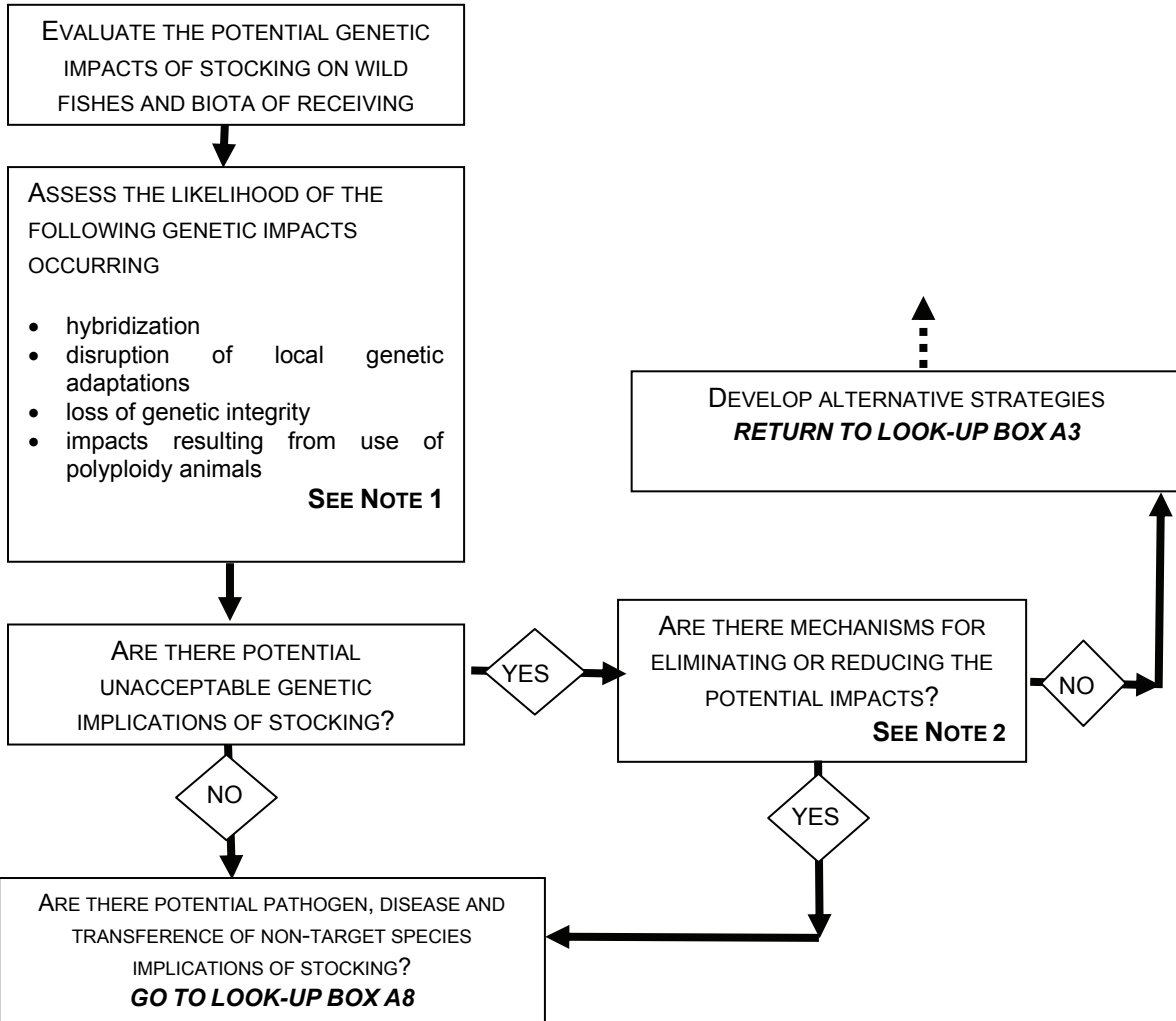 EVALUATE THE POTENTIAL GENETIC
IMPACTS OF STOCKING ON WILD
FISHES AND BIOTA OF RECEIVING
ASSESS THE LIKELIHOOD OF THE
FOLLOWING GENETIC IMPACTS
OCCURRING
• hybridization
• disruption of local genetic
adaptations
• loss of genetic integrity
• impacts resulting from use of
polyploidy animals
SEE NOTE 1
DEVELOP ALTERNATIVE STRATEGIES
RETURN TO LOOK-UP BOX A3
ARE THERE POTENTIAL
UNACCEPTABLE GENETIC
IMPLICATIONS OF STOCKING?
YES
ARE THERE MECHANISMS FOR
ELIMINATING OR REDUCING THE
POTENTIAL IMPACTS?
SEE NOTE 2
NO
NO
YES
ARE THERE POTENTIAL PATHOGEN, DISEASE AND
TRANSFERENCE OF NON-TARGET SPECIES
IMPLICATIONS OF STOCKING?
GO TO LOOK-UP BOX A8